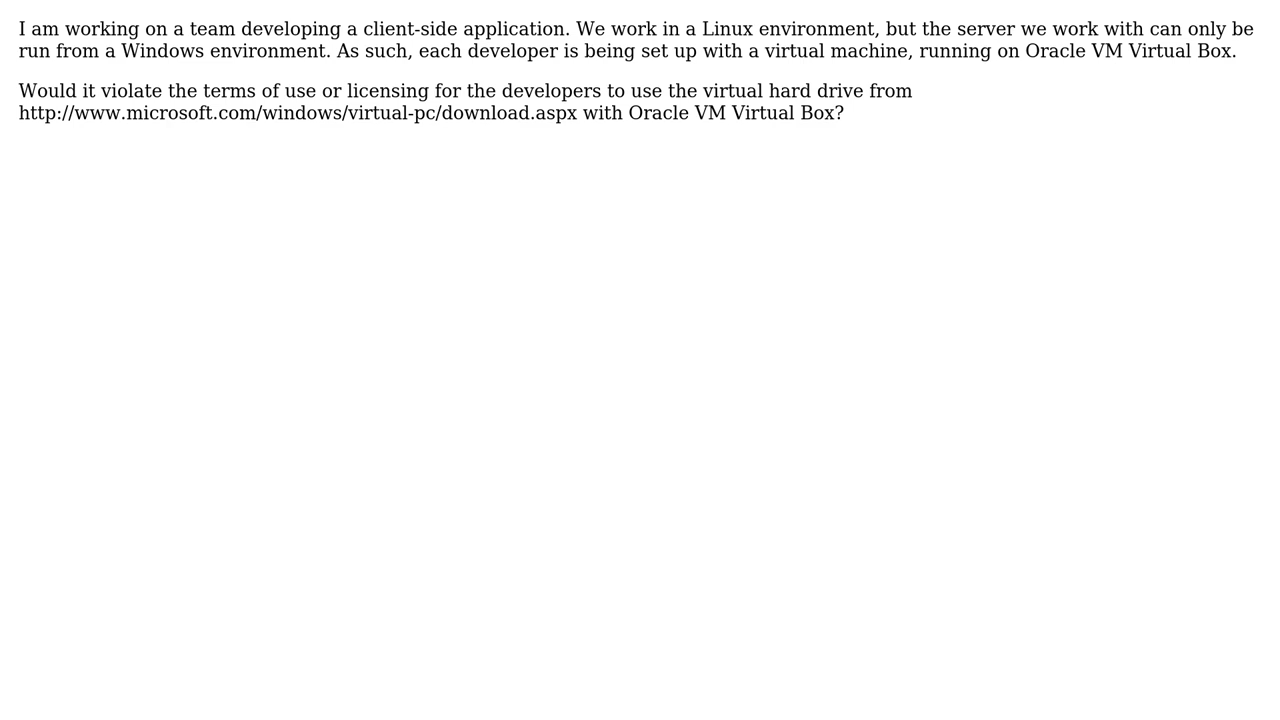 I am working on a team developing a client-side application. We work in a Linux environment, but the server we work with can only be
run from a Windows environment. As such, each developer is being set up with a virtual machine, running on Oracle VM Virtual Box.
Would it violate the terms of use or licensing for the developers to use the virtual hard drive from
http://www.microsoft.com/windows/virtual-pc/download.aspx with Oracle VM Virtual Box?